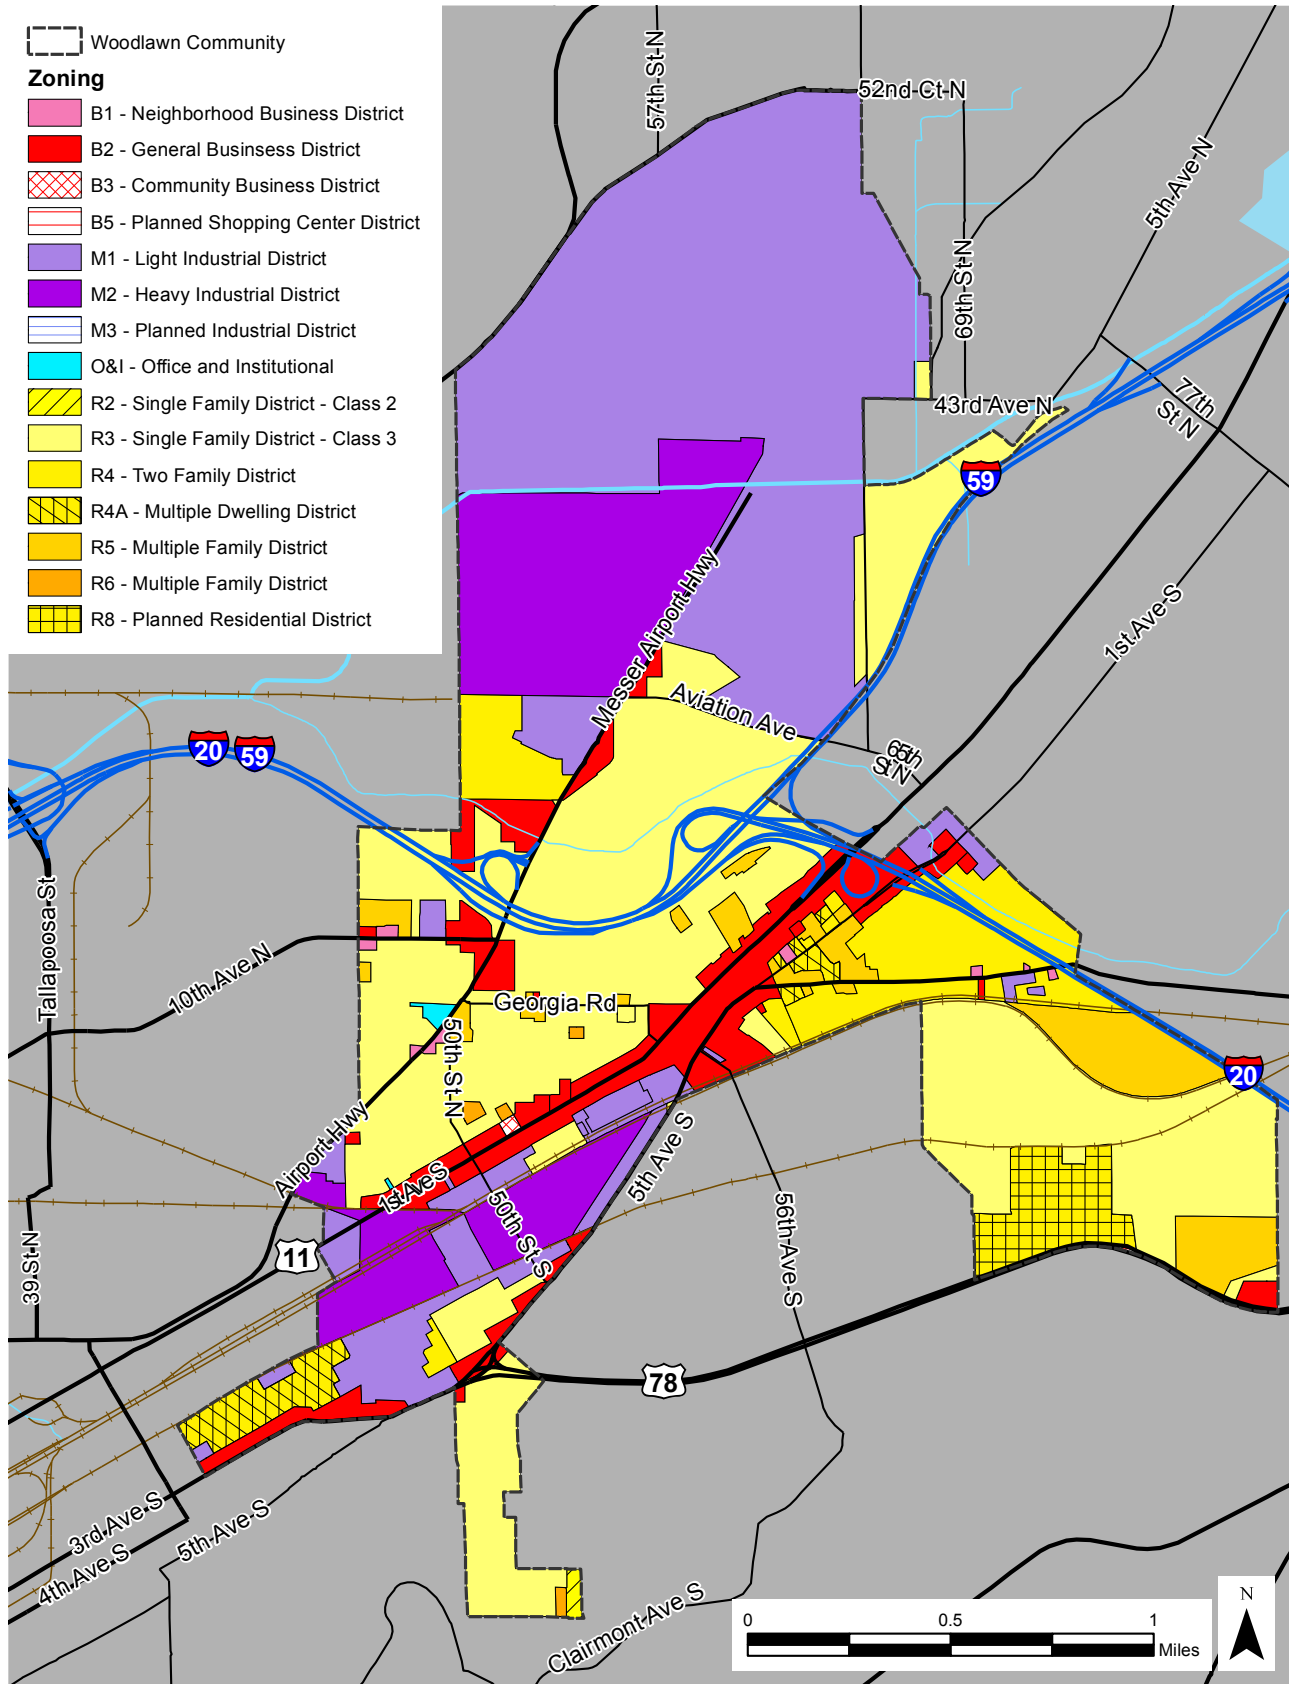 Woodlawn Community
Zoning
B1 - Neighborhood Business District
B2 - General Businsess District
B3 - Community Business District
B5 - Planned Shopping Center District
M1 - Light Industrial District
M2 - Heavy Industrial District
M3 - Planned Industrial District
O&I - Office and Institutional
R2 - Single Family District - Class 2
R3 - Single Family District - Class 3
R4 - Two Family District
R4A - Multiple Dwelling District
R5 - Multiple Family District
R6 - Multiple Family District
R8 - Planned Residential District
57th St N
52nd Ct N
5th Ave N
69th St N
43rd Ave N
77th
St N
59
1st Ave S
Messer Airport Hwy
Aviation Ave
65th
St N
20
59
Tallapoosa St
10th Ave N
Georgia Rd
50th St N
20
Airport Hwy
1st Ave S
5th Ave S
50th St S
56th Ave S
11
39 St N
78
3rd Ave S
4th Ave S
5th Ave S
Clairmont Ave S
0
0.5
1
Miles
N